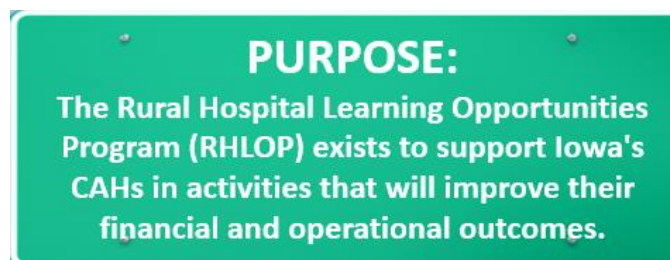 PURPOSE:
The Rural Hospital Learning Opportunities
Program (RHLOP) exists to support Iowa's
CAHs in activities that will improve their
financial and operational outcomes.